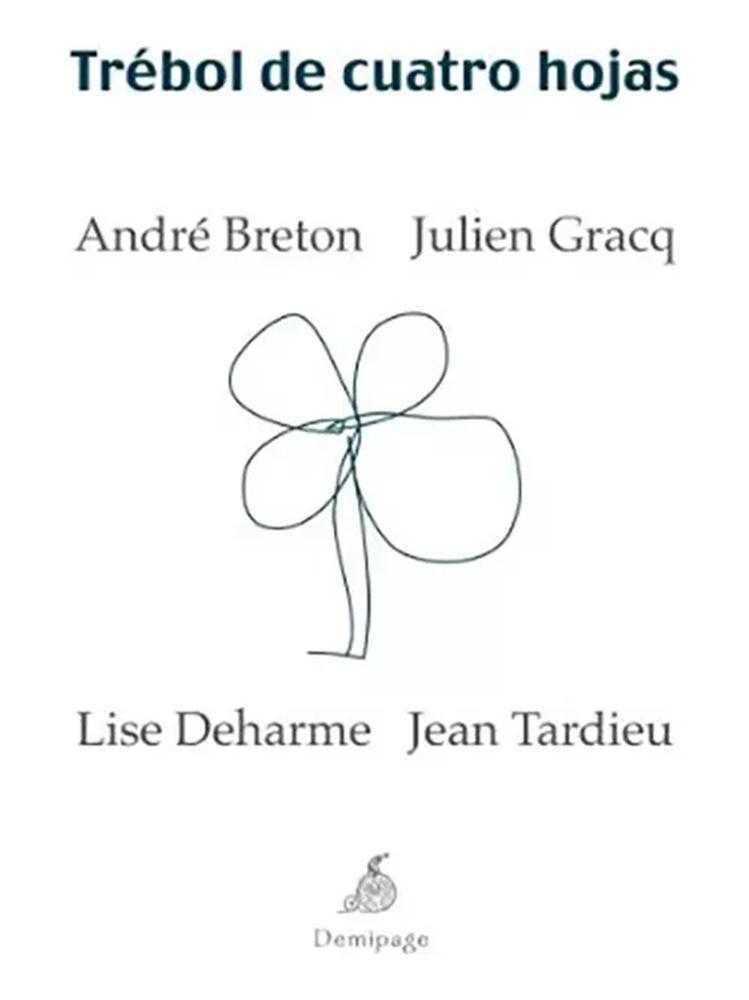 Trébol de cuatro hojas
André Breton Julien Gracq
Lise Deharme Jean Tardieu
Demipage